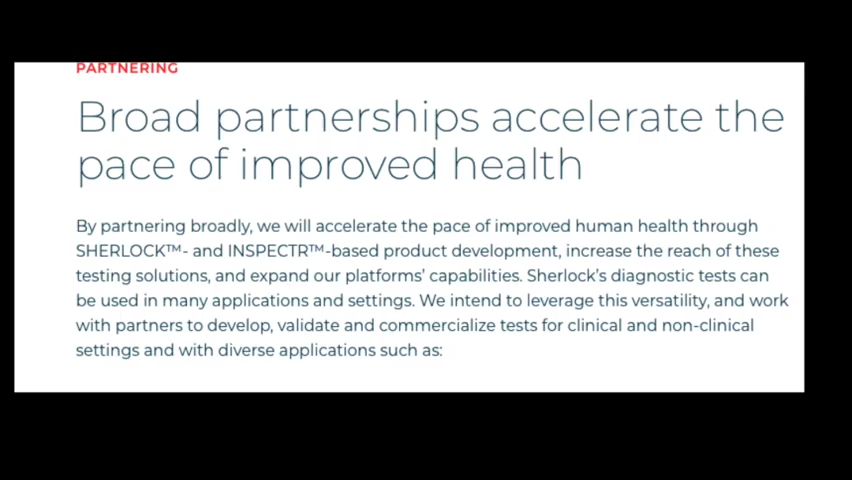 PARTNERING
Broad partnerships accelerate the
pace of improved health
By partnering broadly, we will accelerate the pace of improved human health through
SHERLOCK™- and INSPECTR™-based product development, increase the reach of these
testing solutions, and expand our platforms' capabilities. Sherlock's diagnostic tests can
be used in many applications and settings. We intend to leverage this versatility, and work
with partners to develop, validate and commercialize tests for clinical and non-clinical
settings and with diverse applications such as: